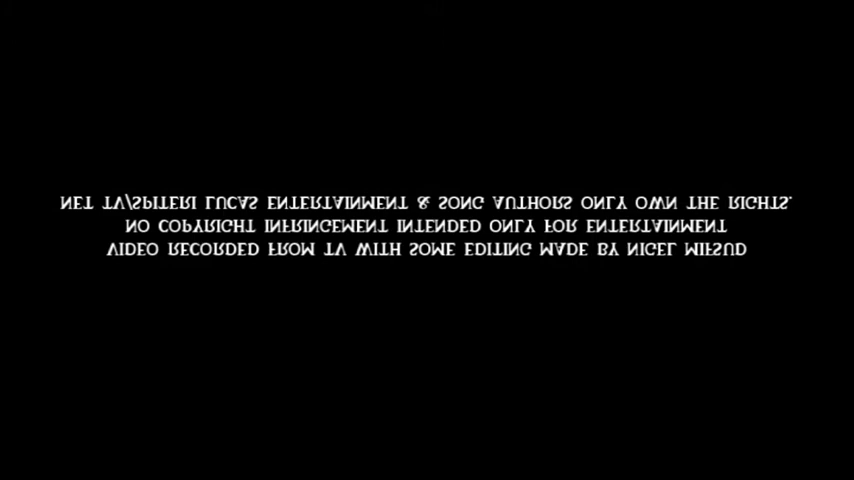 VIDEO RECORDED FROM TV WITH SOME EDITING MADE BY NIGEL MIFSUD
NO COPYRIGHT INFRINGEMENT INTENDED ONLY FOR ENTERTAINMENT
NET TV/SPITERI LUCAS ENTERTAINMENT & SONG AUTHORS ONLY OWN THE RIGHTS.